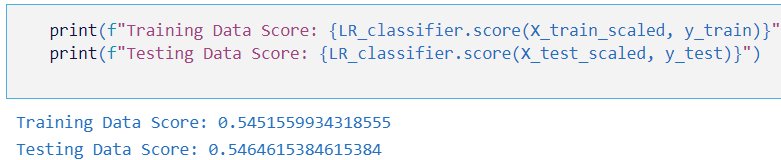 print(f"Training Data Score: {LR_classifier.score(X_train_scaled, y_train)}"
print(f"Testing Data Score: {LR_classifier.score(X_test_scaled, y_test)}")
Training Data Score: 0.5451559934318555
Testing Data Score: 0.5464615384615384